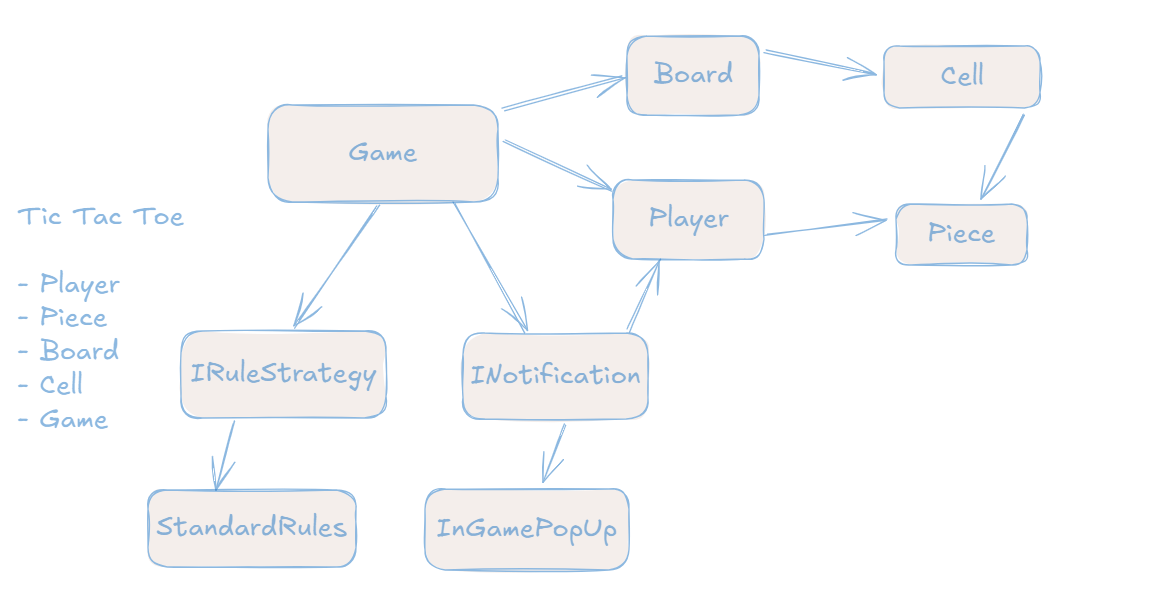 Board
Cell
Game
Player
Piece
Tic Tac Toe
- Player
- Piece
- Board
- Cell
- Game
IRuleStrategy
INotification
StandardRules
InGamePopUp